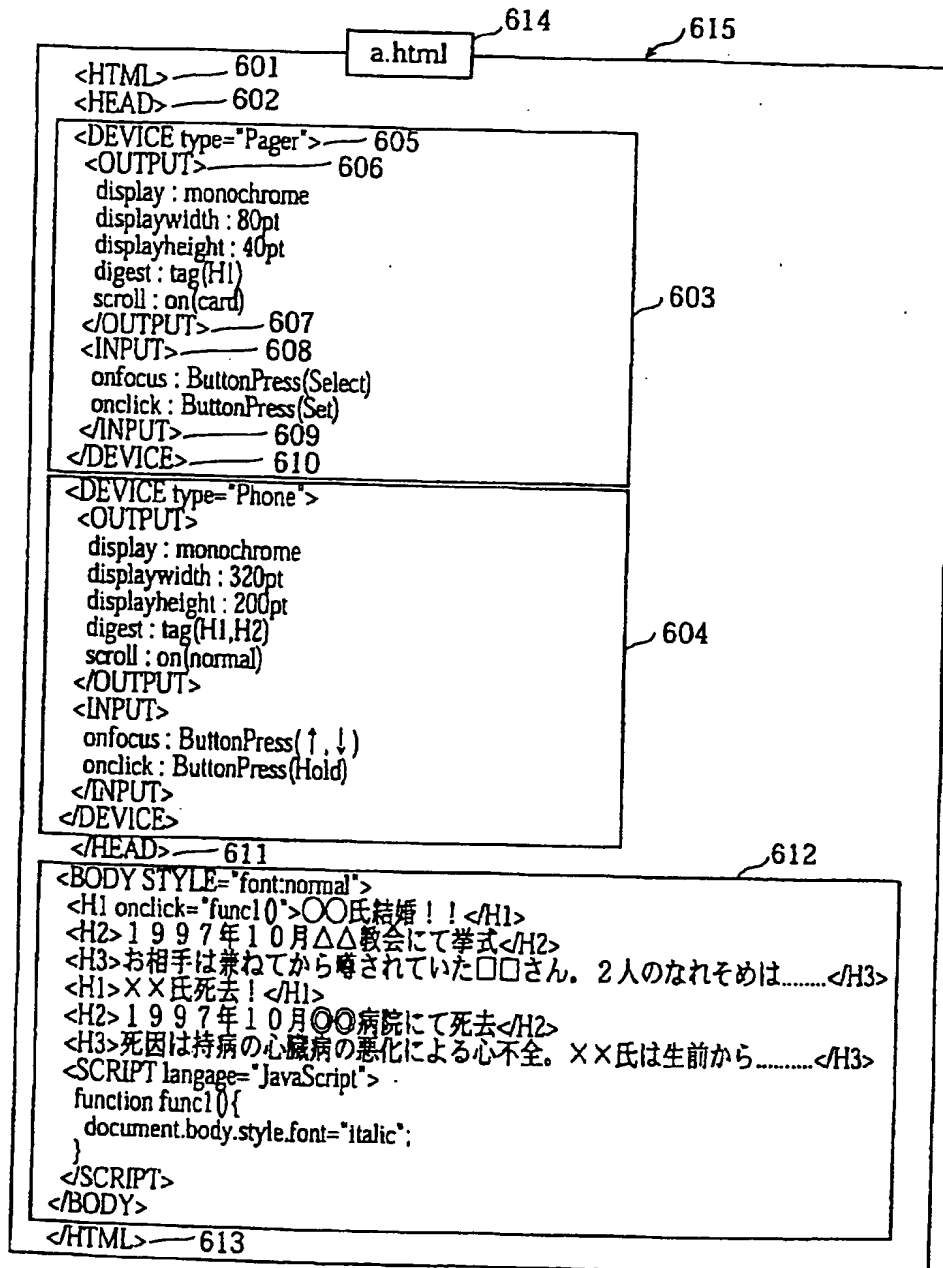 614
615
a.html
<HTML> 601
<HEAD> 602
<DEVICE type="Pager"> 605
<OUTPUT> 606
display : monochrome
displaywidth : 80pt
displayheight : 40pt
digest : tag(H1)
scroll : on(card)
603
</OUTPUT> 607
<INPUT> 608
onfocus : ButtonPress(Select)
onclick : ButtonPress(Set)
</INPUT> 609
</DEVICE> 610
<DEVICE type="Phone">
<OUTPUT>
display : monochrome
displaywidth : 320pt
displayheight : 200pt
digest : tag(H1,H2)
604
scroll : on(normal)
</OUTPUT>
<INPUT>
onfocus : ButtonPress(↑,↓)
onclick : ButtonPress(Hold)
</INPUT>
</DEVICE>
</HEAD> 611
612
<BODY STYLE="font:normal">
<H1 onclick="func1()">○○氏結婚!!</H1>
<H2>1997年10月△△教会にて挙式</H2>
<H3>お相手は兼ねてから噂されていた□□さん。2人のなれそめは........</H3>
<H1>××氏死去!</H1>
<H2>1997年10月◎◎病院にて死去</H2>
<H3>死因は持病の心臓病の悪化による心不全。××氏は生前から..........</H3>
<SCRIPT langage="JavaScript">
function func1(){
document.body.style.font="italic";
}
</SCRIPT>
</BODY>
</HTML> 613